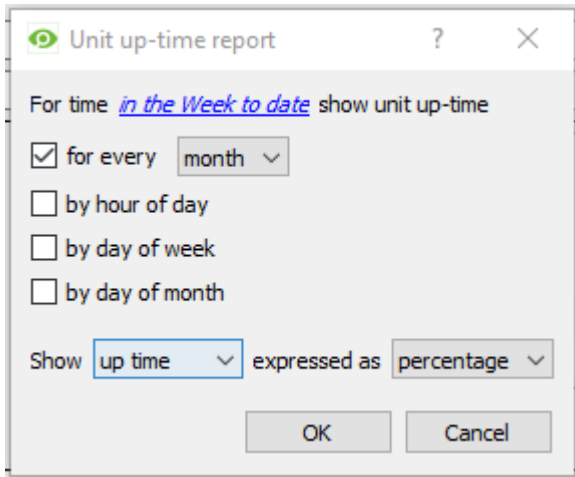 Unit up-time report
For time in the Week to date show unit up-time
for every month
by hour of day
by day of week
by day of month
Show up time expressed as percentage
OK Cancel